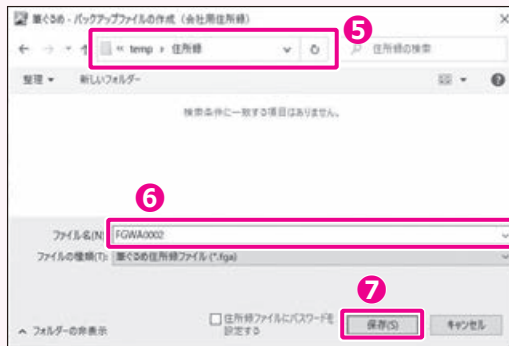 筆ぐるめ - バックアップファイルの作成 (会社用住所録)
❺
« temp › 住所録
住所録の検索
整理 ▾ 新しいフォルダー
検索条件に一致する項目はありません。
❻
ファイル名(N): FGWA0002
ファイルの種類(T): 筆ぐるめ住所録ファイル (*.fga)
❼
フォルダーの非表示
住所録ファイルにパスワードを
設定する
保存(S)
キャンセル